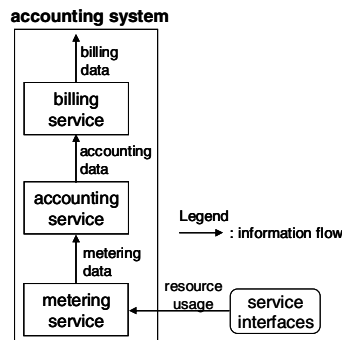 accounting system
billing
data
billing
service
accounting
data
accounting
service
Legend
: information flow
metering
data
resource
usage
metering
service
service
interfaces